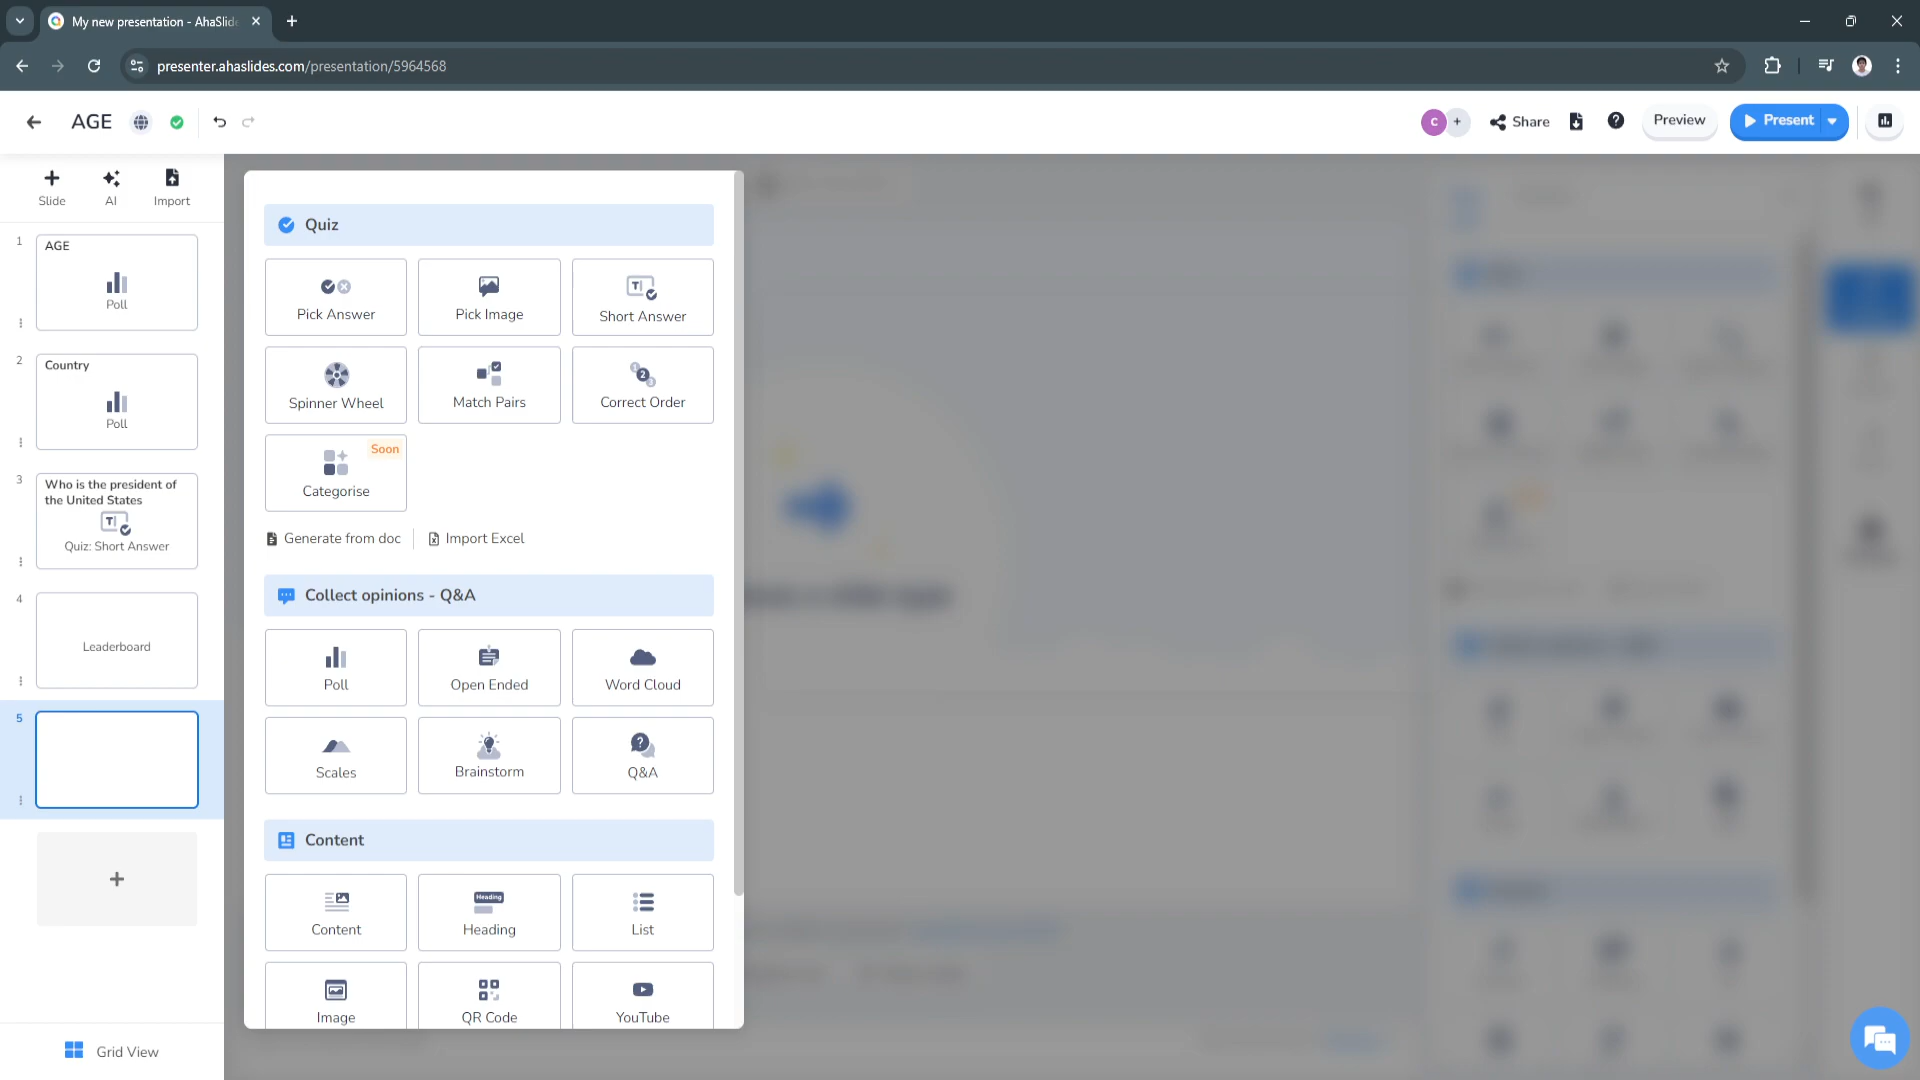 My new presentation - AhaSlid
presenter.ahaslides.com/presentation/5964568
AGE
C
+
Share
Preview
Present
Slide
AI
Import
1
AGE
Poll
2
Country
Poll
3
Who is the president of
the United States
Quiz: Short Answer
4
Leaderboard
5
+
Grid View
Quiz
Pick Answer
Pick Image
Short Answer
Spinner Wheel
Match Pairs
Correct Order
Soon
Categorise
Generate from doc
Import Excel
Collect opinions - Q&A
Poll
Open Ended
Word Cloud
Scales
Brainstorm
Q&A
Content
Content
Heading
Heading
List
Image
QR Code
YouTube